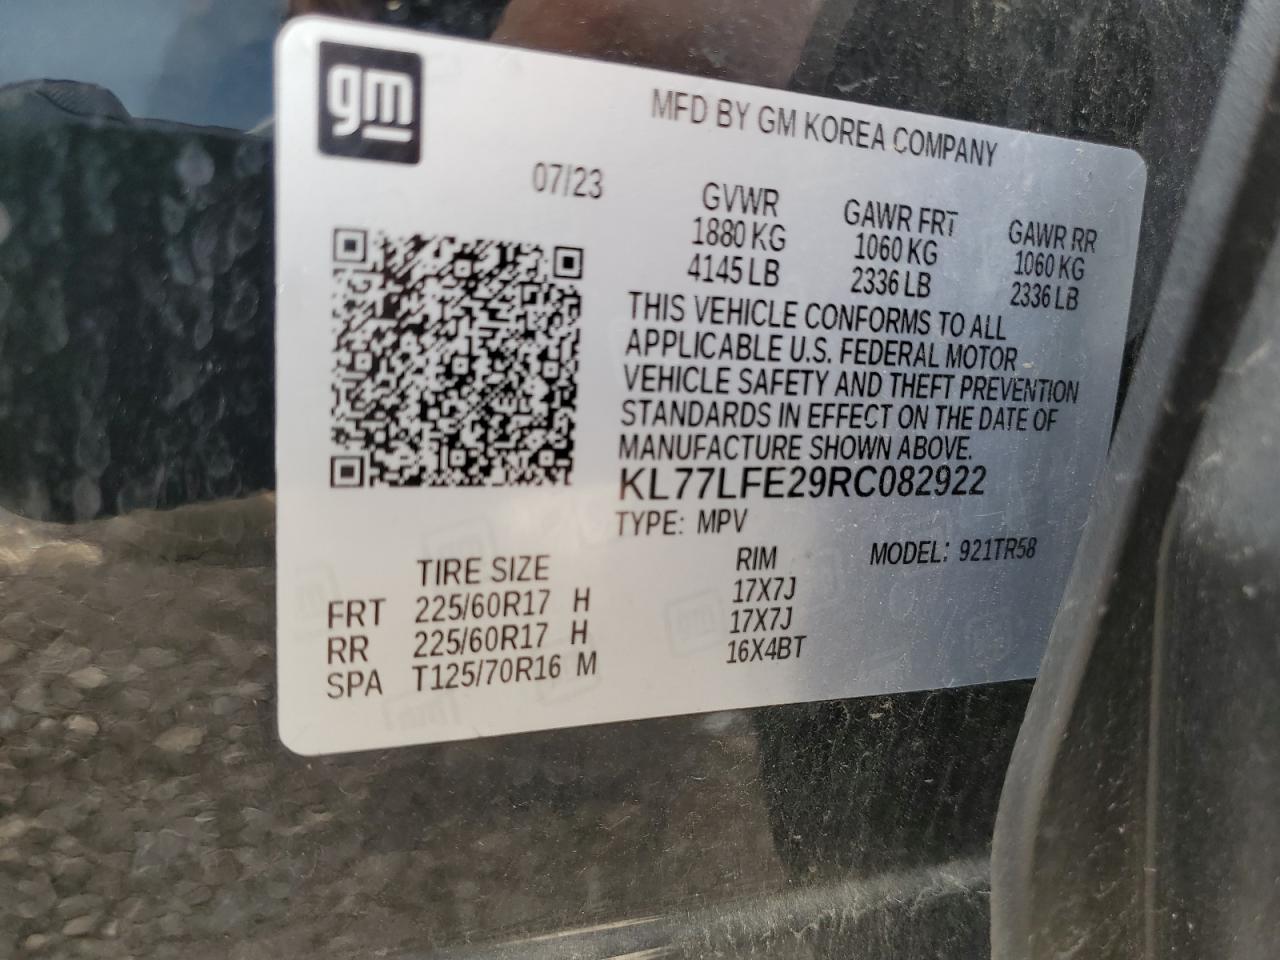 gm
MFD BY GM KOREA COMPANY
07/23
GVWR GAWR FRT GAWR RR
1880 KG 1060 KG 1060 KG
4145 LB 2336 LB 2336 LB
THIS VEHICLE CONFORMS TO ALL
APPLICABLE U.S. FEDERAL MOTOR
VEHICLE SAFETY AND THEFT PREVENTION
STANDARDS IN EFFECT ON THE DATE OF
MANUFACTURE SHOWN ABOVE.
KL77LFE29RC082922
TYPE: MPV MODEL: 921TR58
TIRE SIZE RIM
FRT 225/60R17 H 17X7J
RR 225/60R17 H 17X7J
SPA T125/70R16 M 16X4BT